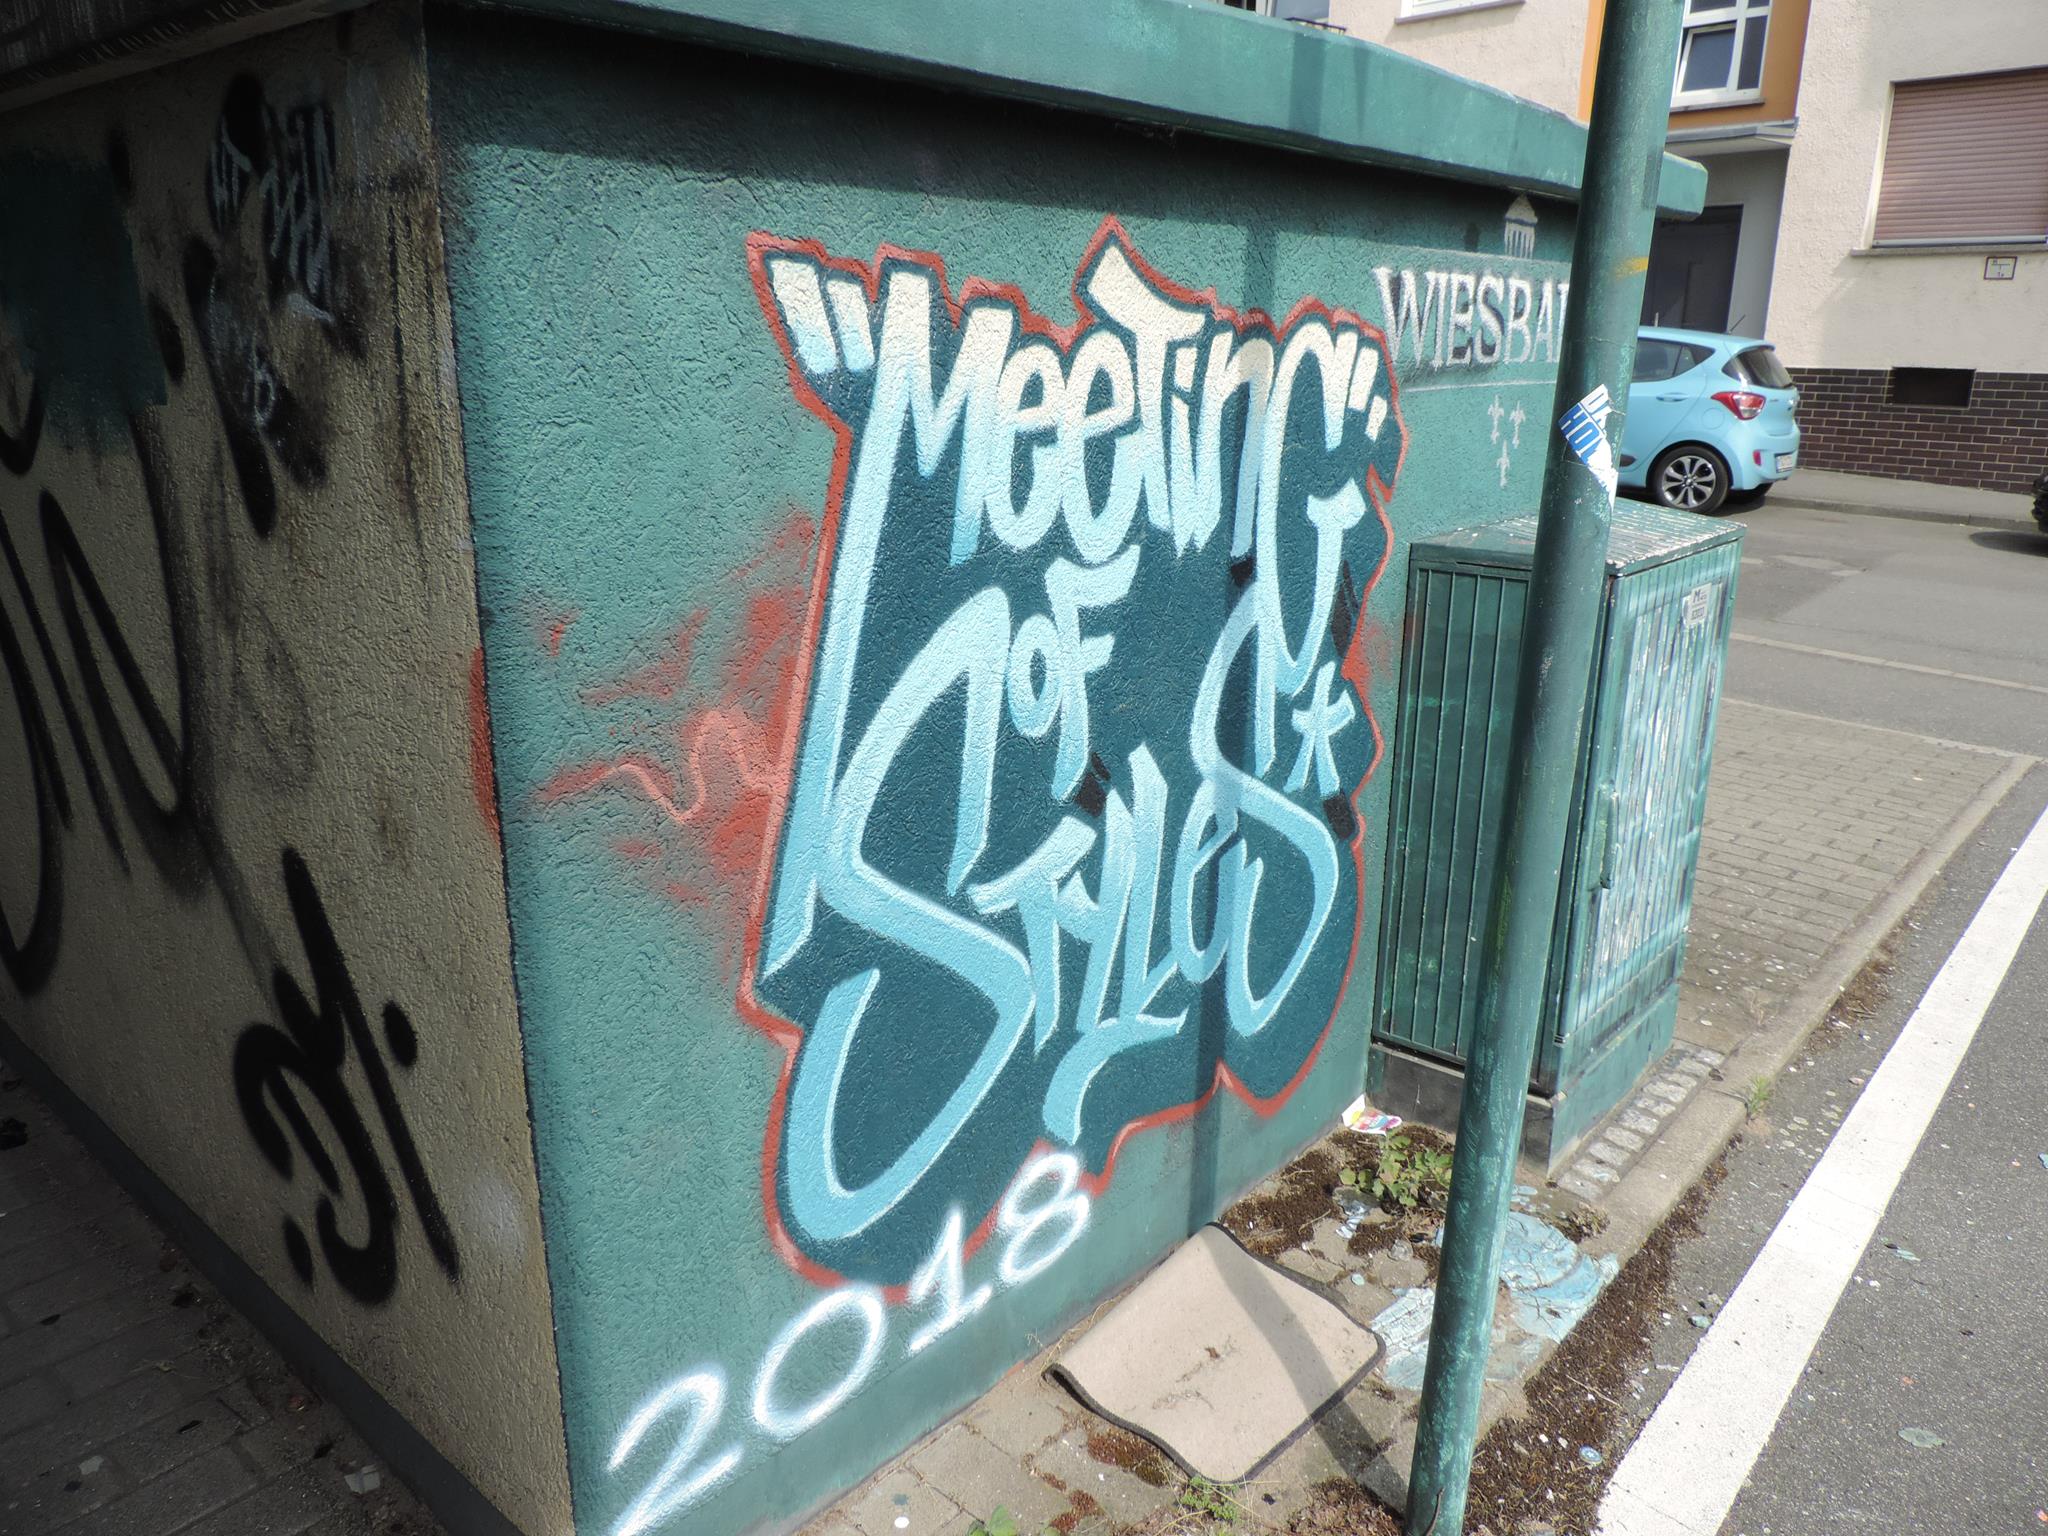 "MeeTinG"
oF
STyLeS*
2018
WIESBA